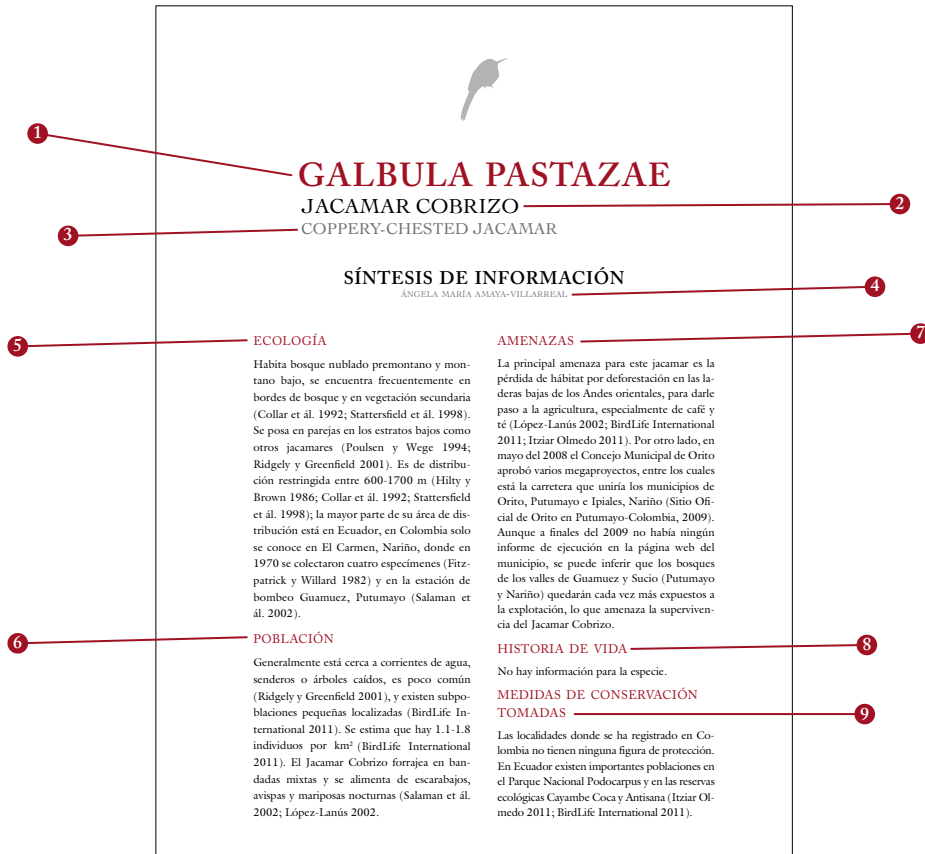 1
GALBULA PASTAZAE
JACAMAR COBRIZO
2
3
COPPERY-CHESTED JACAMAR
SÍNTESIS DE INFORMACIÓN
ÁNGELA MARÍA AMAYA-VILLARREAL
4
5
ECOLOGÍA
Habita bosque nublado premontano y mon-
tano bajo, se encuentra frecuentemente en
bordes de bosque y en vegetación secundaria
(Collar et ál. 1992; Stattersfield et ál. 1998).
Se posa en parejas en los estratos bajos como
otros jacamares (Poulsen y Wege 1994;
Ridgely y Greenfield 2001). Es de distribu-
ción restringida entre 600-1700 m (Hilty y
Brown 1986; Collar et ál. 1992; Stattersfield
et ál. 1998); la mayor parte de su área de dis-
tribución está en Ecuador, en Colombia solo
se conoce en El Carmen, Nariño, donde en
1970 se colectaron cuatro especímenes (Fitz-
patrick y Willard 1982) y en la estación de
bombeo Guamuez, Putumayo (Salaman et
ál. 2002).
6
POBLACIÓN
Generalmente está cerca a corrientes de agua,
senderos o árboles caídos, es poco común
(Ridgely y Greenfield 2001), y existen subpo-
blaciones pequeñas localizadas (BirdLife In-
ternational 2011). Se estima que hay 1.1-1.8
individuos por km² (BirdLife International
2011). El Jacamar Cobrizo forrajea en ban-
dadas mixtas y se alimenta de escarabajos,
avispas y mariposas nocturnas (Salaman et ál.
2002; López-Lanús 2002.
AMENAZAS
7
La principal amenaza para este jacamar es la
pérdida de hábitat por deforestación en las la-
deras bajas de los Andes orientales, para darle
paso a la agricultura, especialmente de café y
té (López-Lanús 2002; BirdLife International
2011; Itziar Olmedo 2011). Por otro lado, en
mayo del 2008 el Concejo Municipal de Orito
aprobó varios megaproyectos, entre los cuales
está la carretera que uniría los municipios de
Orito, Putumayo e Ipiales, Nariño (Sitio Ofi-
cial de Orito en Putumayo-Colombia, 2009).
Aunque a finales del 2009 no había ningún
informe de ejecución en la página web del
municipio, se puede inferir que los bosques
de los valles de Guamuez y Sucio (Putumayo
y Nariño) quedarán cada vez más expuestos a
la explotación, lo que amenaza la superviven-
cia del Jacamar Cobrizo.
HISTORIA DE VIDA
8
No hay información para la especie.
MEDIDAS DE CONSERVACIÓN
TOMADAS
9
Las localidades donde se ha registrado en Co-
lombia no tienen ninguna figura de protección.
En Ecuador existen importantes poblaciones en
el Parque Nacional Podocarpus y en las reservas
ecológicas Cayambe Coca y Antisana (Itziar Ol-
medo 2011; BirdLife International 2011).